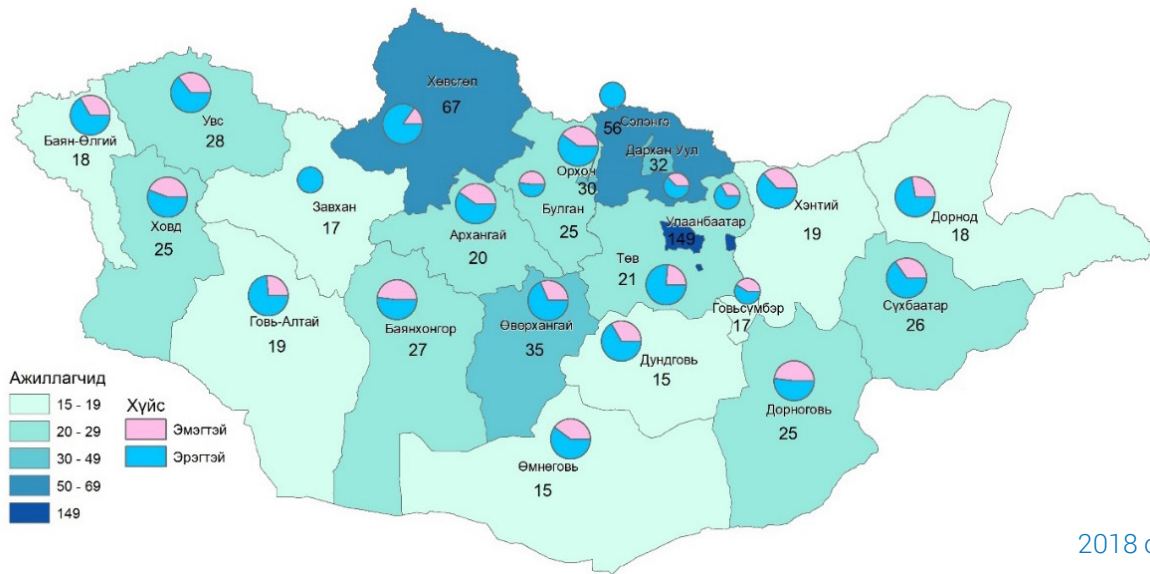 Хөвсгөл
67
Увс
28
Баян-Өлгий
18
Сэлэнгэ
56
Дархан Уул
32
Орхон
30
Завхан
17
Ховд
25
Булган
25
Архангай
20
Улаанбаатар
149
Хэнтий
19
Дорнод
18
Төв
21
Сүхбаатар
26
Говьсүмбэр
17
Говь-Алтай
19
Баянхонгор
27
Өвөрхангай
35
Дундговь
15
Дорноговь
25
Өмнөговь
15
Ажиллагчид
15 - 19
20 - 29
30 - 49
50 - 69
149
Хүйс
Эмэгтэй
Эрэгтэй
2018